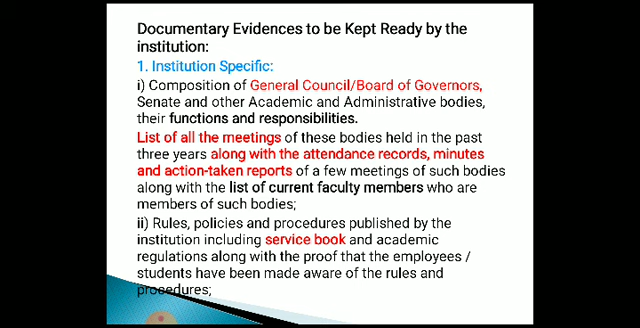 Documentary Evidences to be Kept Ready by the
institution:
1. Institution Specific:
i) Composition of General Council/Board of Governors,
Senate and other Academic and Administrative bodies,
their functions and responsibilities.
List of all the meetings of these bodies held in the past
three years along with the attendance records, minutes
and action-taken reports of a few meetings of such bodies
along with the list of current faculty members who are
members of such bodies;
ii) Rules, policies and procedures published by the
institution including service book and academic
regulations along with the proof that the employees /
students have been made aware of the rules and
procedures;